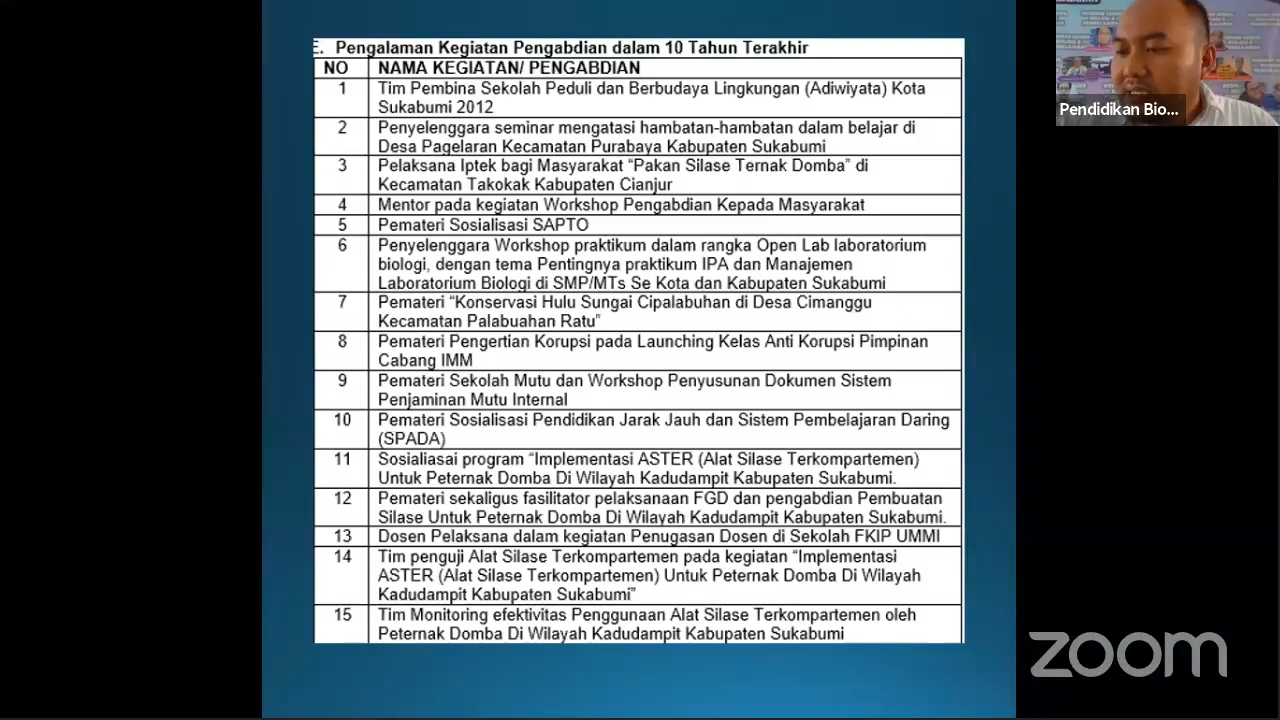 E. Pengalaman Kegiatan Pengabdian dalam 10 Tahun Terakhir
NO NAMA KEGIATAN/ PENGABDIAN
1 Tim Pembina Sekolah Peduli dan Berbudaya Lingkungan (Adiwiyata) Kota
Sukabumi 2012
2 Penyelenggara seminar mengatasi hambatan-hambatan dalam belajar di
Desa Pagelaran Kecamatan Purabaya Kabupaten Sukabumi
3 Pelaksana Iptek bagi Masyarakat “Pakan Silase Ternak Domba” di
Kecamatan Takokak Kabupaten Cianjur
4 Mentor pada kegiatan Workshop Pengabdian Kepada Masyarakat
5 Pemateri Sosialisasi SAPTO
6 Penyelenggara Workshop praktikum dalam rangka Open Lab laboratorium
biologi, dengan tema Pentingnya praktikum IPA dan Manajemen
Laboratorium Biologi di SMP/MTs Se Kota dan Kabupaten Sukabumi
7 Pemateri “Konservasi Hulu Sungai Cipalabuhan di Desa Cimanggu
Kecamatan Palabuahan Ratu”
8 Pemateri Pengertian Korupsi pada Launching Kelas Anti Korupsi Pimpinan
Cabang IMM
9 Pemateri Sekolah Mutu dan Workshop Penyusunan Dokumen Sistem
Penjaminan Mutu Internal
10 Pemateri Sosialisasi Pendidikan Jarak Jauh dan Sistem Pembelajaran Daring
(SPADA)
11 Sosialiasai program “Implementasi ASTER (Alat Silase Terkompartemen)
Untuk Peternak Domba Di Wilayah Kadudampit Kabupaten Sukabumi.
12 Pemateri sekaligus fasilitator pelaksanaan FGD dan pengabdian Pembuatan
Silase Untuk Peternak Domba Di Wilayah Kadudampit Kabupaten Sukabumi.
13 Dosen Pelaksana dalam kegiatan Penugasan Dosen di Sekolah FKIP UMMI
14 Tim penguji Alat Silase Terkompartemen pada kegiatan “Implementasi
ASTER (Alat Silase Terkompartemen) Untuk Peternak Domba Di Wilayah
Kadudampit Kabupaten Sukabumi”
15 Tim Monitoring efektivitas Penggunaan Alat Silase Terkompartemen oleh
Peternak Domba Di Wilayah Kadudampit Kabupaten Sukabumi
Pendidikan Bio...
zoom